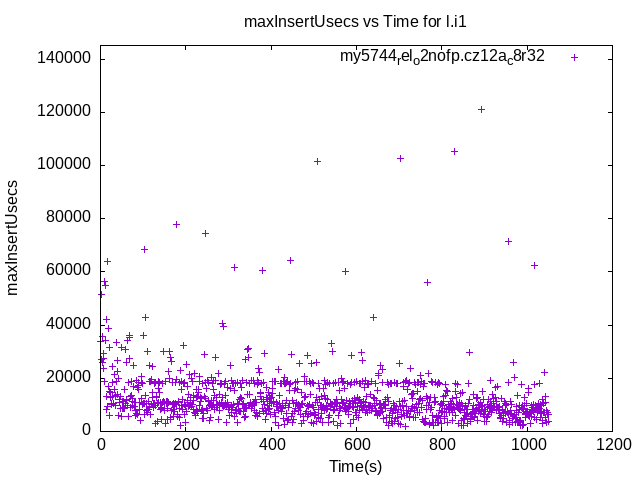 maxInsertUsecs vs Time for l.i1
my5744rel_o2nofp.cz12a_c8r32
maxInsertUsecs
140000
120000
100000
80000
60000
40000
20000
0
0 200 400 600 800 1000 1200
Time(s)